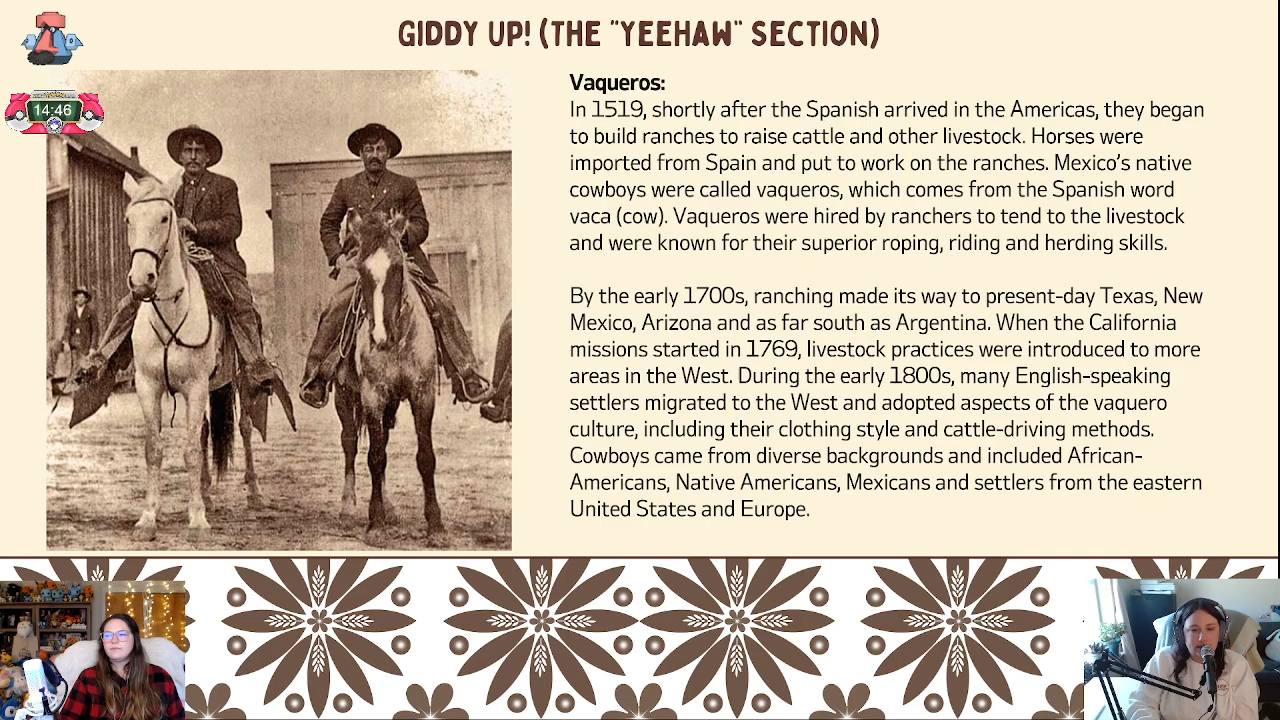 GIDDY UP! (THE "YEEHAW" SECTION)
14:46
Vaqueros:
In 1519, shortly after the Spanish arrived in the Americas, they began
to build ranches to raise cattle and other livestock. Horses were
imported from Spain and put to work on the ranches. Mexico's native
cowboys were called vaqueros, which comes from the Spanish word
vaca (cow). Vaqueros were hired by ranchers to tend to the livestock
and were known for their superior roping, riding and herding skills.
By the early 1700s, ranching made its way to present-day Texas, New
Mexico, Arizona and as far south as Argentina. When the California
missions started in 1769, livestock practices were introduced to more
areas in the West. During the early 1800s, many English-speaking
settlers migrated to the West and adopted aspects of the vaquero
culture, including their clothing style and cattle-driving methods.
Cowboys came from diverse backgrounds and included African-
Americans, Native Americans, Mexicans and settlers from the eastern
United States and Europe.